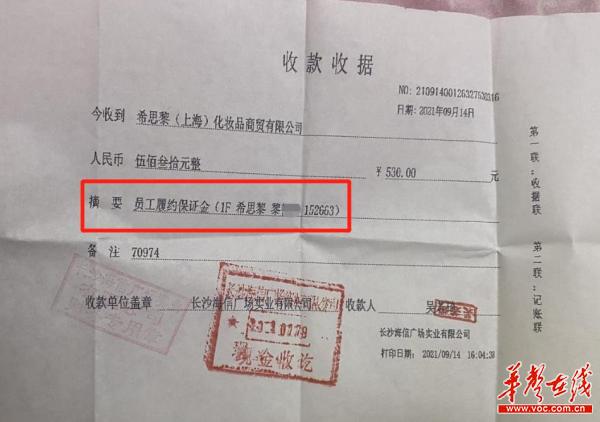 收款收据
NO: 21091400126327530316
日期: 2021年09月14日
今收到 希思黎（上海）化妆品商贸有限公司
人民币 伍佰叁拾元整 ￥530.00 元
摘 要 员工履约保证金（1F 希思黎 黎 152663）
备 注 70974
收款单位盖章 长沙海信广场实业有限公司 收款人 吴
长沙海信广场实业有限公司
打印日期: 2021/09/14 16:04:38
第一联：收据联
第二联：记账联
现金收讫
华声在线
www.voc.com.cn